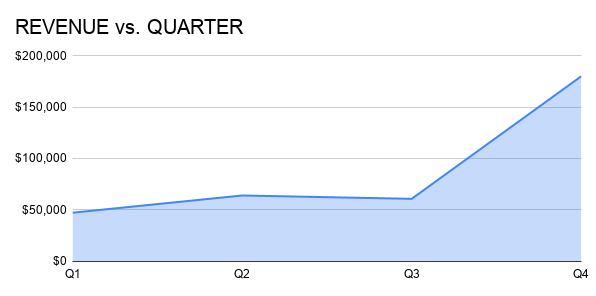 REVENUE vs. QUARTER
$200,000
$150,000
$100,000
$50,000
$0
Q1 Q2 Q3 Q4